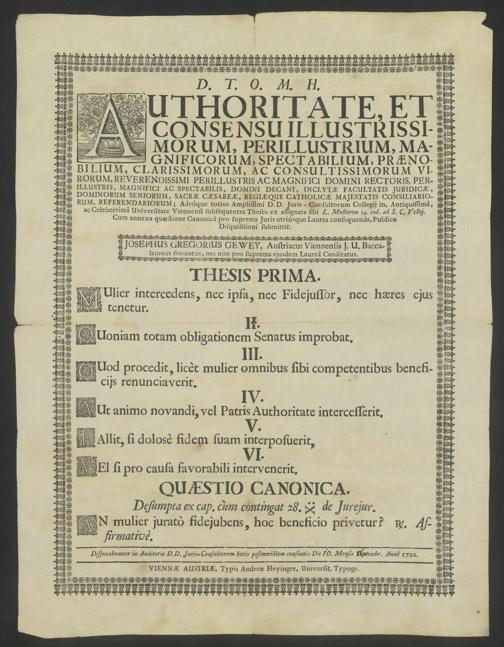 D. T. O. M. H.
AUTHORITATE, ET
CONSENSU ILLUSTRISSI-
MORUM, PERILLUSTRIUM, MA-
GNIFICORUM, SPECTABILIUM, PRÆNO-
BILIUM, CLARISSIMORUM, AC CONSULTISSIMORUM VI-
RORUM, REVERENDISSIMI PERILLUSTRIS AC MAGNIFICI DOMINI RECTORIS, PER-
ILLUSTRIS, MAGNIFICI AC SPECTABILIS, DOMINI DECANI, INCLYTÆ FACULTATIS JURIDICÆ,
DOMINORUM SENIORUM, SACRÆ CÆSAREÆ, REGIÆQUE CATHOLICÆ MAJESTATIS CONSILIARIO-
RUM, REFERENDARIORUM; Adeóque totius Amplissimi D.D. Juris-Consultorum Collegij in, Antiquissimâ,
ac Celeberrimâ Universitate Viennensi subsequentes Theses ex assignata sibi L. Mulierem 14. cod. ad S. C. Vellej.
Cum annexa quæstione Canonicâ pro suprema Juris utriúsque Laurea consequenda, Publicæ
Disquisitioni submittit.
JOSEPHUS GREGORIUS GEWEY, Austriacus Viennensis J. U. Bacca-
laureus formatus, nec non pro suprema ejusdem Laureâ Candidatus.
THESIS PRIMA.
MUlier intercedens, nec ipsa, nec Fidejussor, nec hæres ejus
tenetur.
II.
QUoniam totam obligationem Senatus improbat.
III.
QUod procedit, licèt mulier omnibus sibi competentibus benefi-
cijs renunciaverit.
IV.
AUt animo novandi, vel Patris Authoritate intercesserit.
V.
FAllit, si dolosè fidem suam interposuerit,
VI.
VEl si pro causa favorabili intervenerit.
QUÆSTIO CANONICA.
Desumpta ex cap. cùm contingat 28. de Jurejur.
AN mulier juratò fidejubens, hoc beneficio privetur? ℞. Af-
firmativè.
Disputabuntur in Auditorio D.D. Juris-Consultorum horis pomeridianis consuetis Die 10. Mensis Septembr. Anni 1722.
VIENNÆ AUSTRIÆ, Typis Andreæ Heyinger, Universit. Typogr.